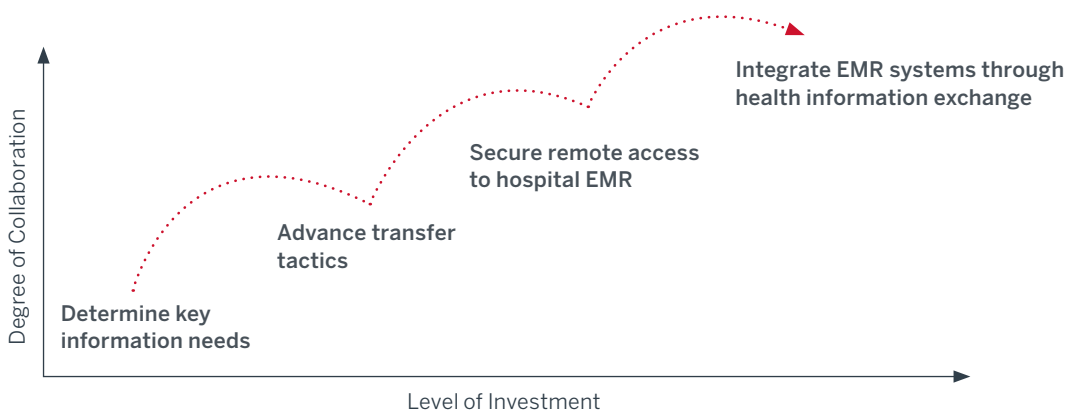 Integrate EMR systems through
health information exchange
Secure remote access
to hospital EMR
Advance transfer
tactics
Determine key
information needs
Degree of Collaboration
Level of Investment